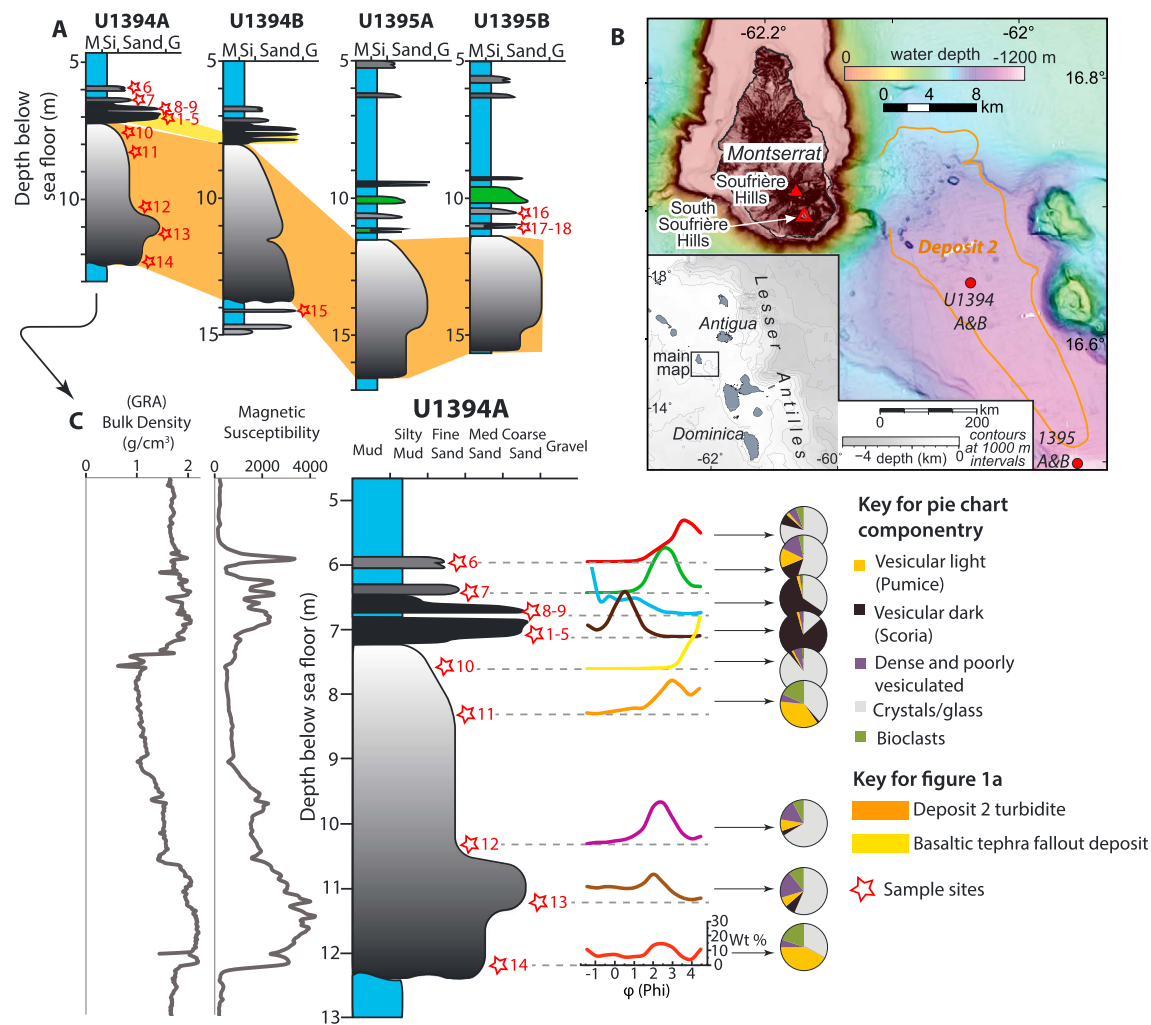 A
U1394A
U1394B
U1395A
U1395B
M Si Sand G
M Si Sand G
M Si Sand G
M Si Sand G
Depth below
sea floor (m)
5
10
5
10
15
5
10
15
5
10
15
6
7
8-9
1-5
10
11
12
13
14
15
16
17-18
B
-62.2°
-62°
16.8°
16.6°
0 water depth -1200 m
0 4 8
km
Montserrat
Soufrière
Hills
South
Soufrière
Hills
Deposit 2
U1394
A&B
1395
A&B
18°
14°
-62°
-60°
Lesser
Antilles
Antigua
main
map
Dominica
0 200
km
−4 depth (km) 0
contours
at 1000 m
intervals
C
(GRA)
Bulk Density
(g/cm³)
0 1 2
Magnetic
Susceptibility
0 2000 4000
U1394A
Mud
Silty
Mud
Fine
Sand
Med
Sand
Coarse
Sand
Gravel
Depth below sea floor (m)
5
6
7
8
9
10
11
12
13
6
7
8-9
1-5
10
11
12
13
14
30
20
10
0
Wt %
-1 0 1 2 3 4
φ (Phi)
Key for pie chart
componentry
Vesicular light
(Pumice)
Vesicular dark
(Scoria)
Dense and poorly
vesiculated
Crystals/glass
Bioclasts
Key for figure 1a
Deposit 2 turbidite
Basaltic tephra fallout deposit
Sample sites